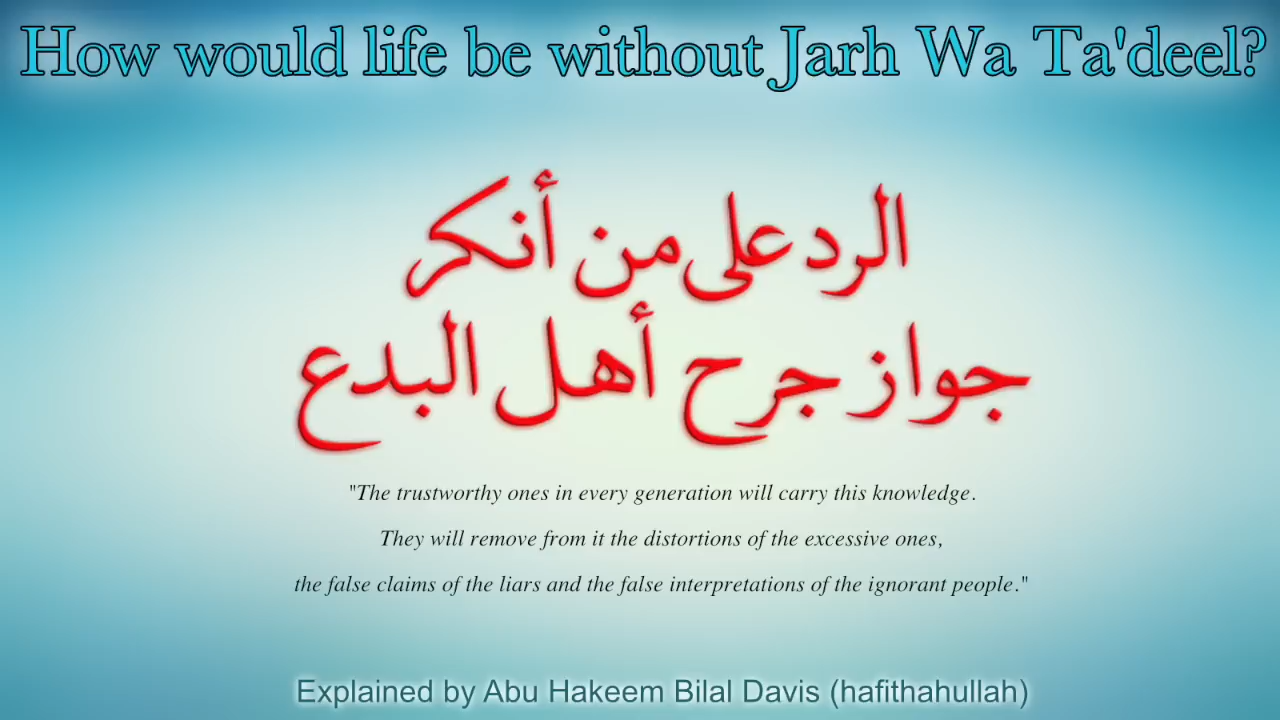 How would life be without Jarh Wa Ta'deel?
الرد على من أنكر
جواز جرح أهل البدع
"The trustworthy ones in every generation will carry this knowledge.
They will remove from it the distortions of the excessive ones,
the false claims of the liars and the false interpretations of the ignorant people."
Explained by Abu Hakeem Bilal Davis (hafithahullah)